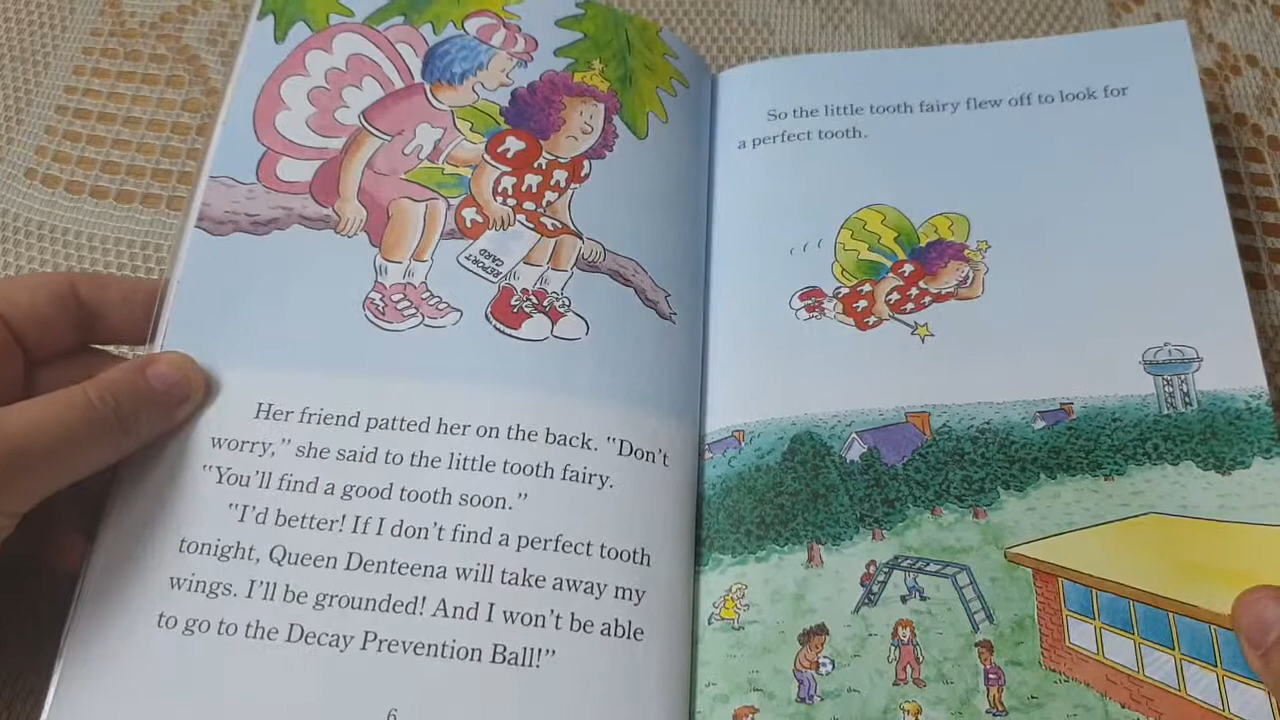 REPORT
CARD
Her friend patted her on the back. "Don't
worry," she said to the little tooth fairy.
"You'll find a good tooth soon."
"I'd better! If I don't find a perfect tooth
tonight, Queen Denteena will take away my
wings. I'll be grounded! And I won't be able
to go to the Decay Prevention Ball!"
6
So the little tooth fairy flew off to look for
a perfect tooth.